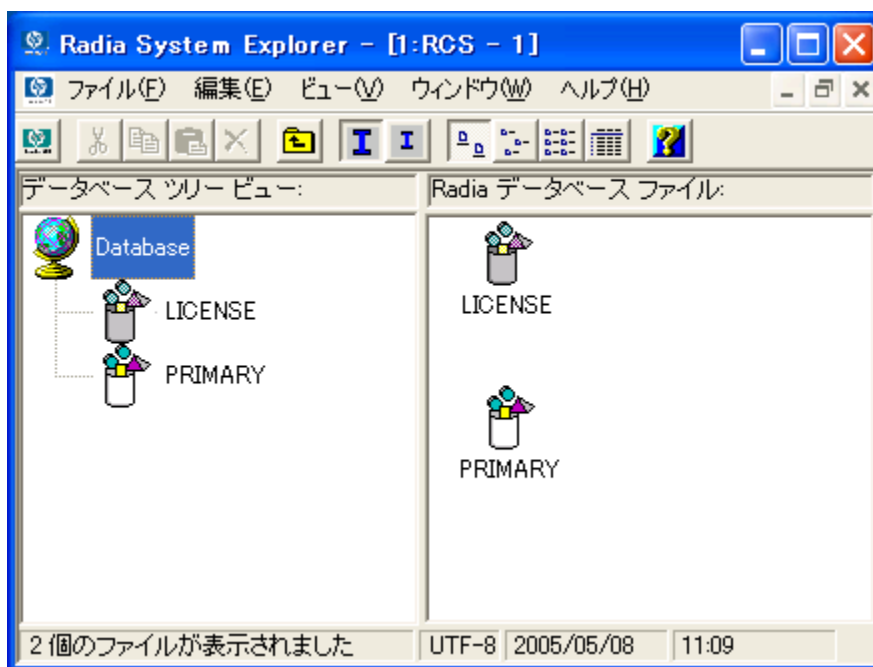 Radia System Explorer - [1:RCS - 1]
ファイル(F) 編集(E) ビュー(V) ウィンドウ(W) ヘルプ(H)
データベース ツリー ビュー:
Radia データベース ファイル:
Database
LICENSE
PRIMARY
LICENSE
PRIMARY
2 個のファイルが表示されました
UTF-8
2005/05/08
11:09